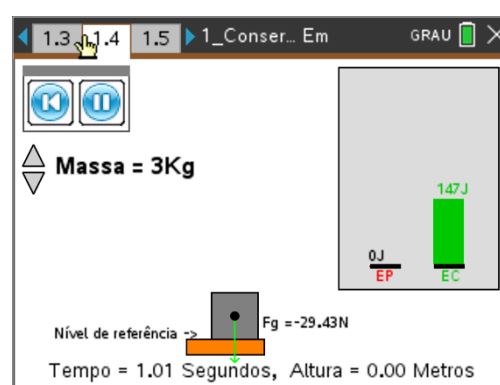 1.3 1.4 1.5 1_Conser... Em GRAU
Massa = 3Kg
147J
0J
EP EC
Fg =-29.43N
Nível de referência ->
Tempo = 1.01 Segundos, Altura = 0.00 Metros